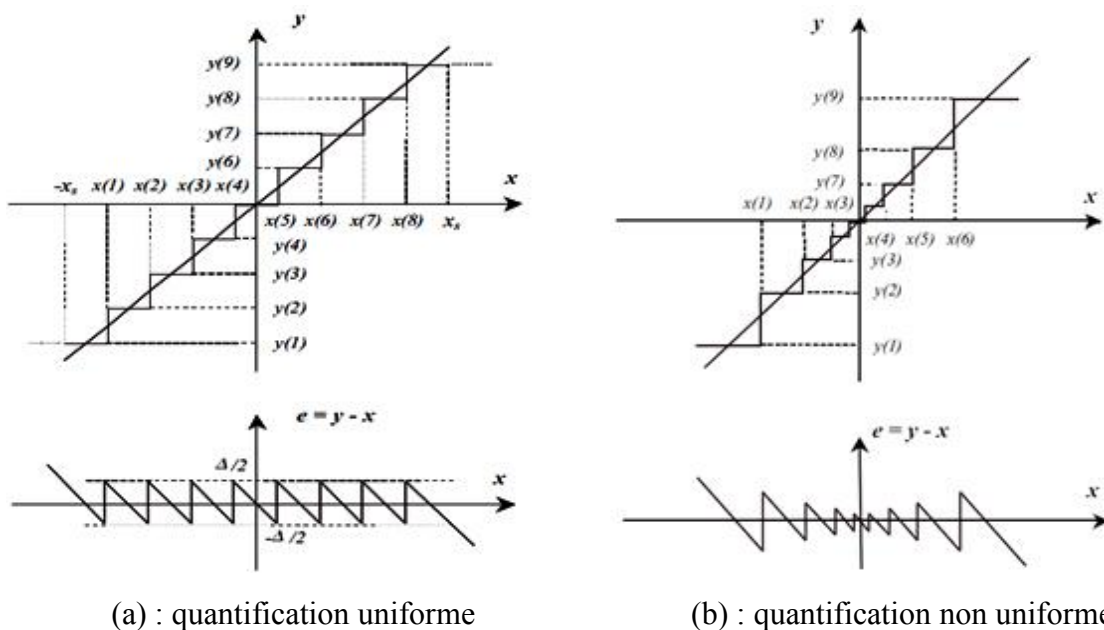 y
y(9)
y(8)
y(7)
y(6)
-xₛ x(1) x(2) x(3) x(4) x
x(5) x(6) x(7) x(8) xₛ
y(4)
y(3)
y(2)
y(1)
e = y - x
Δ/2
x
-Δ/2
(a) : quantification uniforme
y
y(9)
y(8)
y(7)
x(1) x(2) x(3) x
x(4) x(5) x(6)
y(3)
y(2)
y(1)
e = y - x
x
(b) : quantification non uniforme